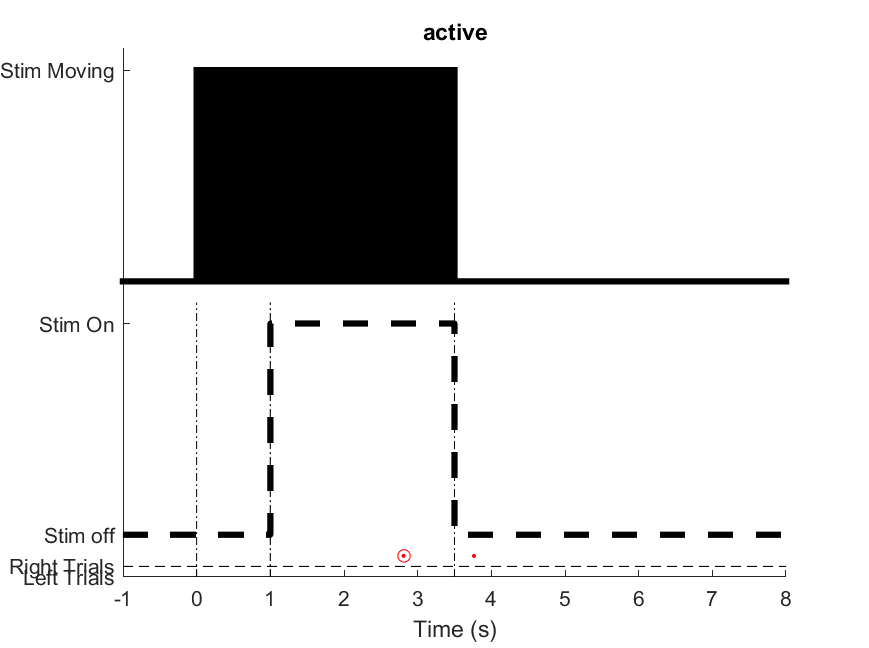 active
Stim Moving
Stim On
Stim off
Right Trials
Left Trials
-1 0 1 2 3 4 5 6 7 8
Time (s)